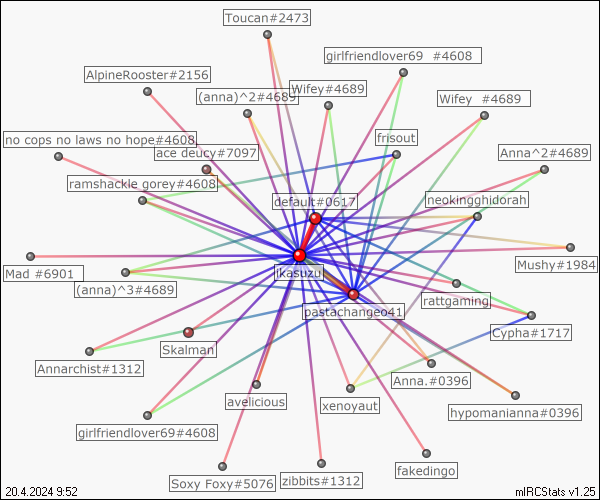 Toucan#2473
girlfriendlover69 #4608
AlpineRooster#2156
Wifey#4689
(anna)^2#4689
Wifey #4689
no cops no laws no hope#4608
frisout
ace deucy#7097
Anna^2#4689
ramshackle gorey#4608
default#0617
neokingghidorah
Mushy#1984
Mad #6901
jkasuzu
(anna)^3#4689
rattgaming
pastachangeo41
Cypha#1717
Skalman
Annarchist#1312
Anna.#0396
avelicious
xenoyaut
hypomanianna#0396
girlfriendlover69#4608
fakedingo
Soxy Foxy#5076
zibbits#1312
20.4.2024 9:52
mIRCStats v1.25